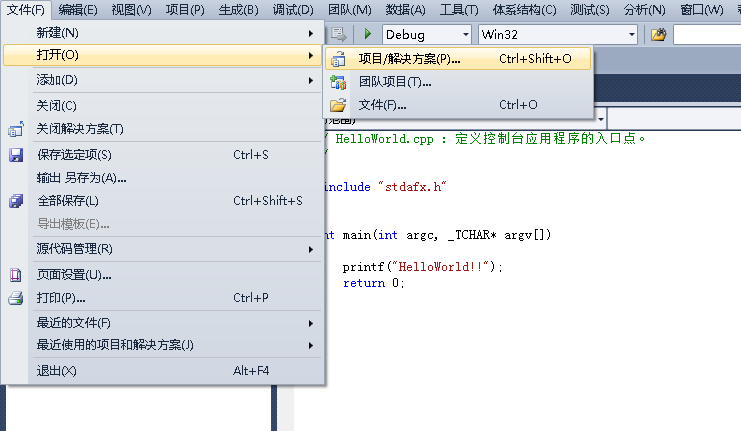 文件(F) 编辑(E) 视图(V) 项目(P) 生成(B) 调试(D) 团队(M) 数据(A) 工具(T) 体系结构(C) 测试(S) 分析(N) 窗口(W)
Debug Win32
新建(N)
打开(O)
添加(D)
关闭(C)
关闭解决方案(T)
保存选定项(S) Ctrl+S
输出 另存为(A)...
全部保存(L) Ctrl+Shift+S
导出模板(E)...
源代码管理(R)
页面设置(U)...
打印(P)... Ctrl+P
最近的文件(F)
最近使用的项目和解决方案(J)
退出(X) Alt+F4
项目/解决方案(P)... Ctrl+Shift+O
团队项目(T)...
文件(F)... Ctrl+O
范围)
/ HelloWorld.cpp : 定义控制台应用程序的入口点。
/
include "stdafx.h"
nt main(int argc, _TCHAR* argv[])
printf("HelloWorld!!");
return 0;